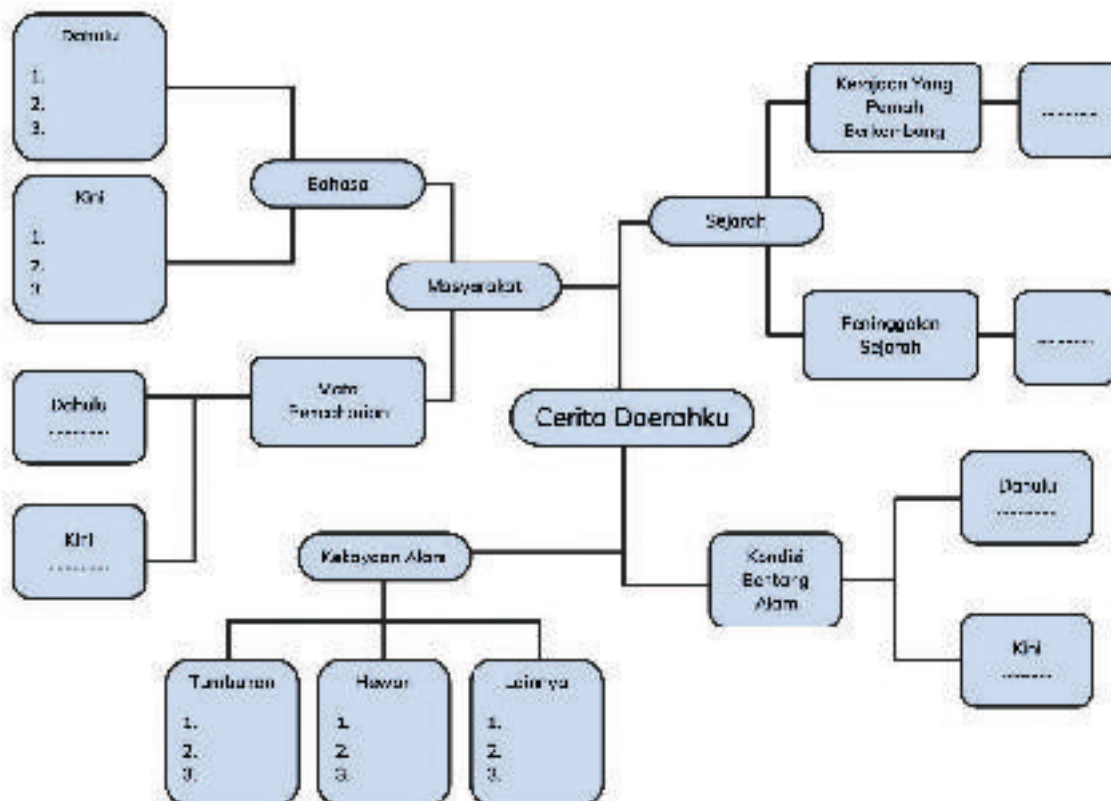 Dahulu
1.
2.
3.
Kini
1.
2.
3.
Bahasa
Masyarakat
Mata
Pencaharian
Dahulu
---------
Kini
---------
Kerajaan Yang
Pernah
Berkembang
--------
Sejarah
Peninggalan
Sejarah
--------
Cerita Daerahku
Kekayaan Alam
Tumbuhan
1.
2.
3.
Hewan
1.
2.
3.
Lainnya
1.
2.
3.
Kondisi
Bentang
Alam
Dahulu
---------
Kini
--------